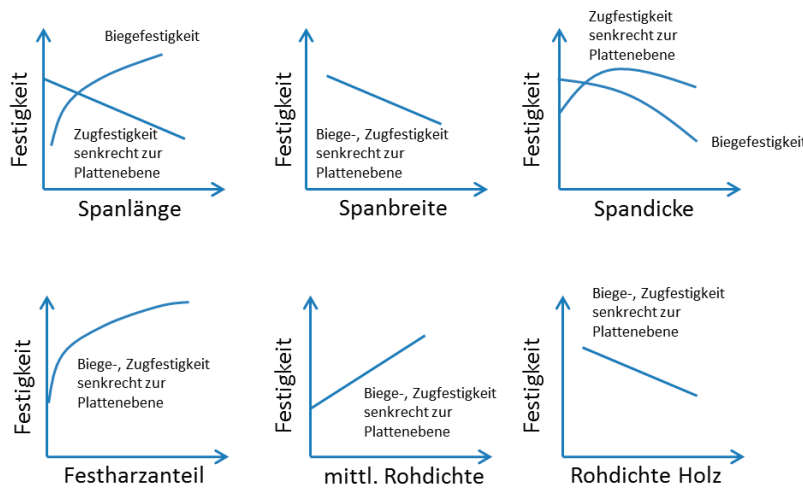 Festigkeit
Biegefestigkeit
Zugfestigkeit
senkrecht zur
Plattenebene
Spanlänge
Festigkeit
Biege-, Zugfestigkeit
senkrecht zur
Plattenebene
Spanbreite
Festigkeit
Zugfestigkeit
senkrecht zur
Plattenebene
Biegefestigkeit
Spandicke
Festigkeit
Biege-, Zugfestigkeit
senkrecht zur
Plattenebene
Festharzanteil
Festigkeit
Biege-, Zugfestigkeit
senkrecht zur
Plattenebene
mittl. Rohdichte
Festigkeit
Biege-, Zugfestigkeit
senkrecht zur
Plattenebene
Rohdichte Holz